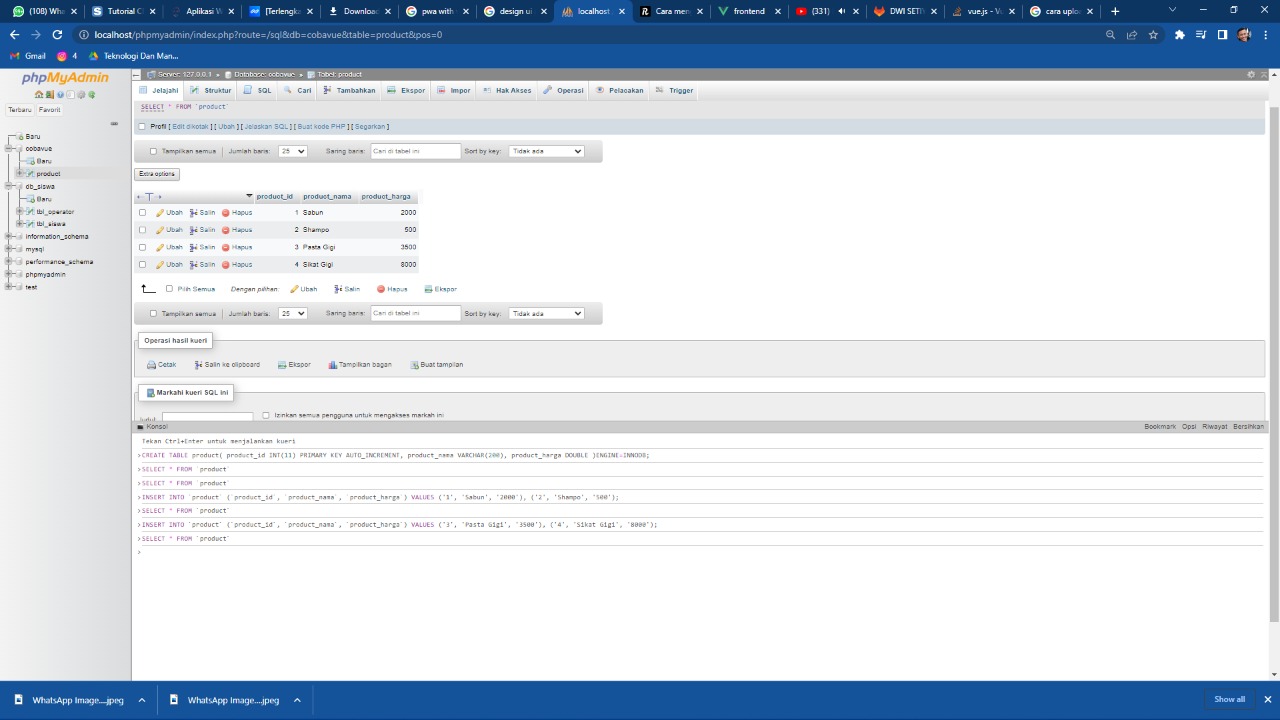 (108) Wha
Tutorial Cl
Aplikasi W
[Terlengka
Download
pwa with
design ui
localhost
Cara mem
frontend
(331)
DWI SETI
vue.js - Vu
cara uploa
localhost/phpmyadmin/index.php?route=/sql&db=cobavue&table=product&pos=0
Gmail
4
Teknologi Dan Man...
phpMyAdmin
Terbaru Favorit
Baru
cobavue
Baru
product
db_siswa
Baru
tbl_operator
tbl_siswa
information_schema
mysql
performance_schema
phpmyadmin
test
Server: 127.0.0.1 » Database: cobavue » Tabel: product
Jelajahi Struktur SQL Cari Tambahkan Ekspor Impor Hak Akses Operasi Pelacakan Trigger
SELECT * FROM `product`
Profil [ Edit dikotak ] [ Ubah ] [ Jelaskan SQL ] [ Buat kode PHP ] [ Segarkan ]
Tampilkan semua | Jumlah baris: 25 Saring baris: Cari di tabel ini Sort by key: Tidak ada
Extra options
product_id product_nama product_harga
Ubah Salin Hapus 1 Sabun 2000
Ubah Salin Hapus 2 Shampo 500
Ubah Salin Hapus 3 Pasta Gigi 3500
Ubah Salin Hapus 4 Sikat Gigi 8000
Pilih Semua Dengan pilihan: Ubah Salin Hapus Ekspor
Tampilkan semua | Jumlah baris: 25 Saring baris: Cari di tabel ini Sort by key: Tidak ada
Operasi hasil kueri
Cetak Salin ke clipboard Ekspor Tampilkan bagan Buat tampilan
Markahi kueri SQL ini
Izinkan semua pengguna untuk mengakses markah ini
Konsol Bookmark Opsi Riwayat Bersihkan
Tekan Ctrl+Enter untuk menjalankan kueri
>CREATE TABLE product( product_id INT(11) PRIMARY KEY AUTO_INCREMENT, product_nama VARCHAR(200), product_harga DOUBLE )ENGINE=INNODB;
>SELECT * FROM `product`
>SELECT * FROM `product`
>INSERT INTO `product` (`product_id`, `product_nama`, `product_harga`) VALUES ('1', 'Sabun', '2000'), ('2', 'Shampo', '500');
>SELECT * FROM `product`
>INSERT INTO `product` (`product_id`, `product_nama`, `product_harga`) VALUES ('3', 'Pasta Gigi', '3500'), ('4', 'Sikat Gigi', '8000');
>SELECT * FROM `product`
>
WhatsApp Image....jpeg
WhatsApp Image....jpeg
Show all